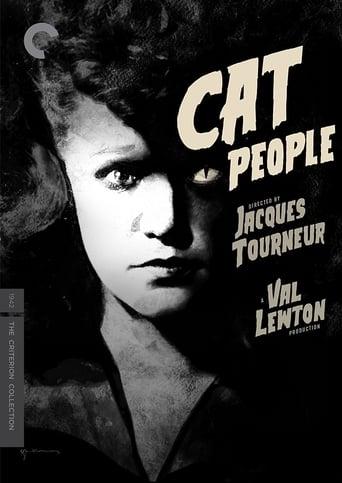 CAT
PEOPLE
DIRECTED BY
JACQUES
TOURNEUR
A
VAL
LEWTON
PRODUCTION
1942
THE CRITERION COLLECTION